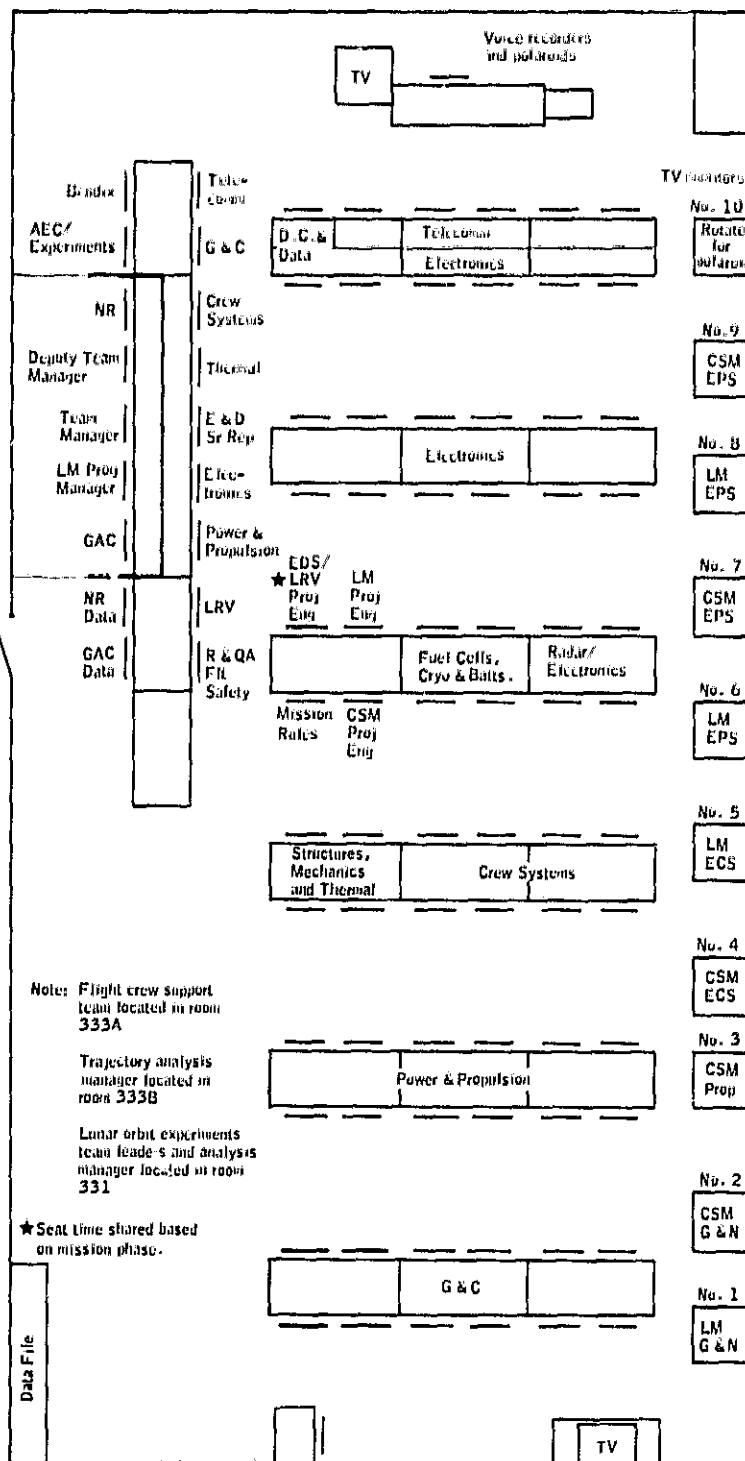 Voice recorders
and polaroids
TV
TV monitors
Bendix
Tele-
comm
AEC/
Experiments
G & C
NR
Crew
Systems
Deputy Team
Manager
Thermal
Team
Manager
E & D
Sr Rep
LM Prog
Manager
Elec-
tronics
GAC
Power &
Propulsion
NR
Data
LRV
GAC
Data
R & QA
Flt
Safety
D.C. &
Data
Telecomm
Electronics
Electronics
★ EDS/
LRV
Proj
Eng
LM
Proj
Eng
Fuel Cells,
Cryo & Batts.
Radar/
Electronics
Mission
Rules
CSM
Proj
Eng
Structures,
Mechanics
and Thermal
Crew Systems
Power & Propulsion
G & C
No. 10
Rotate
for
polaroid
No. 9
CSM
EPS
No. 8
LM
EPS
No. 7
CSM
EPS
No. 6
LM
EPS
No. 5
LM
ECS
No. 4
CSM
ECS
No. 3
CSM
Prop
No. 2
CSM
G & N
No. 1
LM
G & N
Note: Flight crew support
team located in room
333A
Trajectory analysis
manager located in
room 333B
Lunar orbit experiments
team leaders and analysis
manager located in room
331
★ Seat time shared based
on mission phase.
Data File
TV